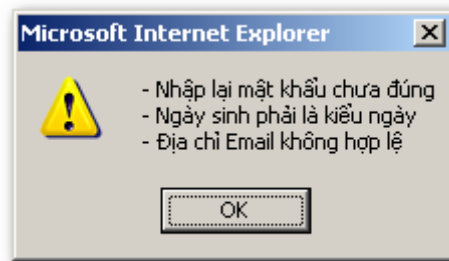 Microsoft Internet Explorer
- Nhập lại mật khẩu chưa đúng
- Ngày sinh phải là kiểu ngày
- Địa chỉ Email không hợp lệ
OK